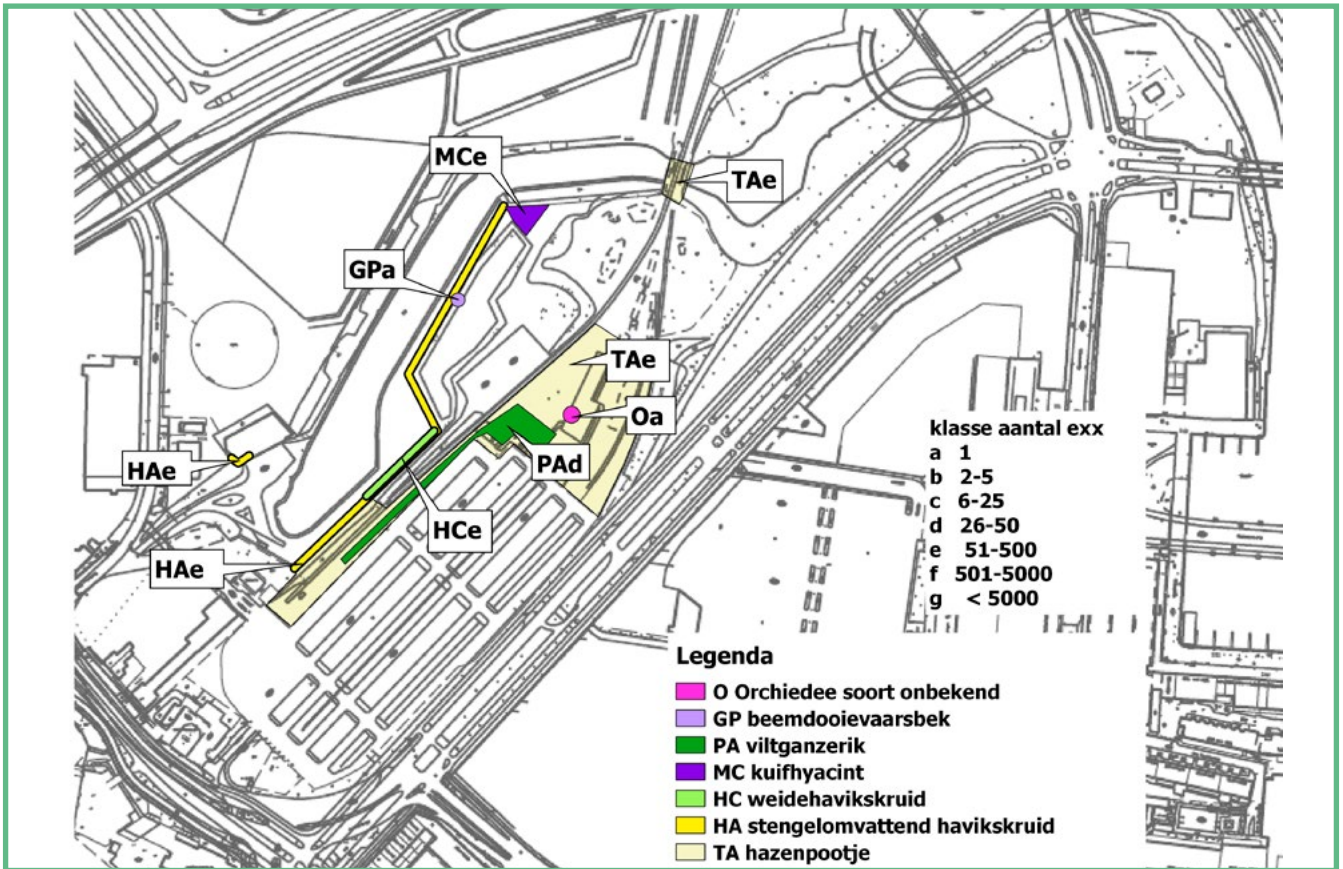 MCe
TAe
GPa
TAe
Oa
HAe
PAd
HCe
HAe
klasse aantal exx
a 1
b 2-5
c 6-25
d 26-50
e 51-500
f 501-5000
g < 5000
Legenda
O Orchiedee soort onbekend
GP beemdooievaarsbek
PA viltganzerik
MC kuifhyacint
HC weidehavikskruid
HA stengelomvattend havikskruid
TA hazenpootje